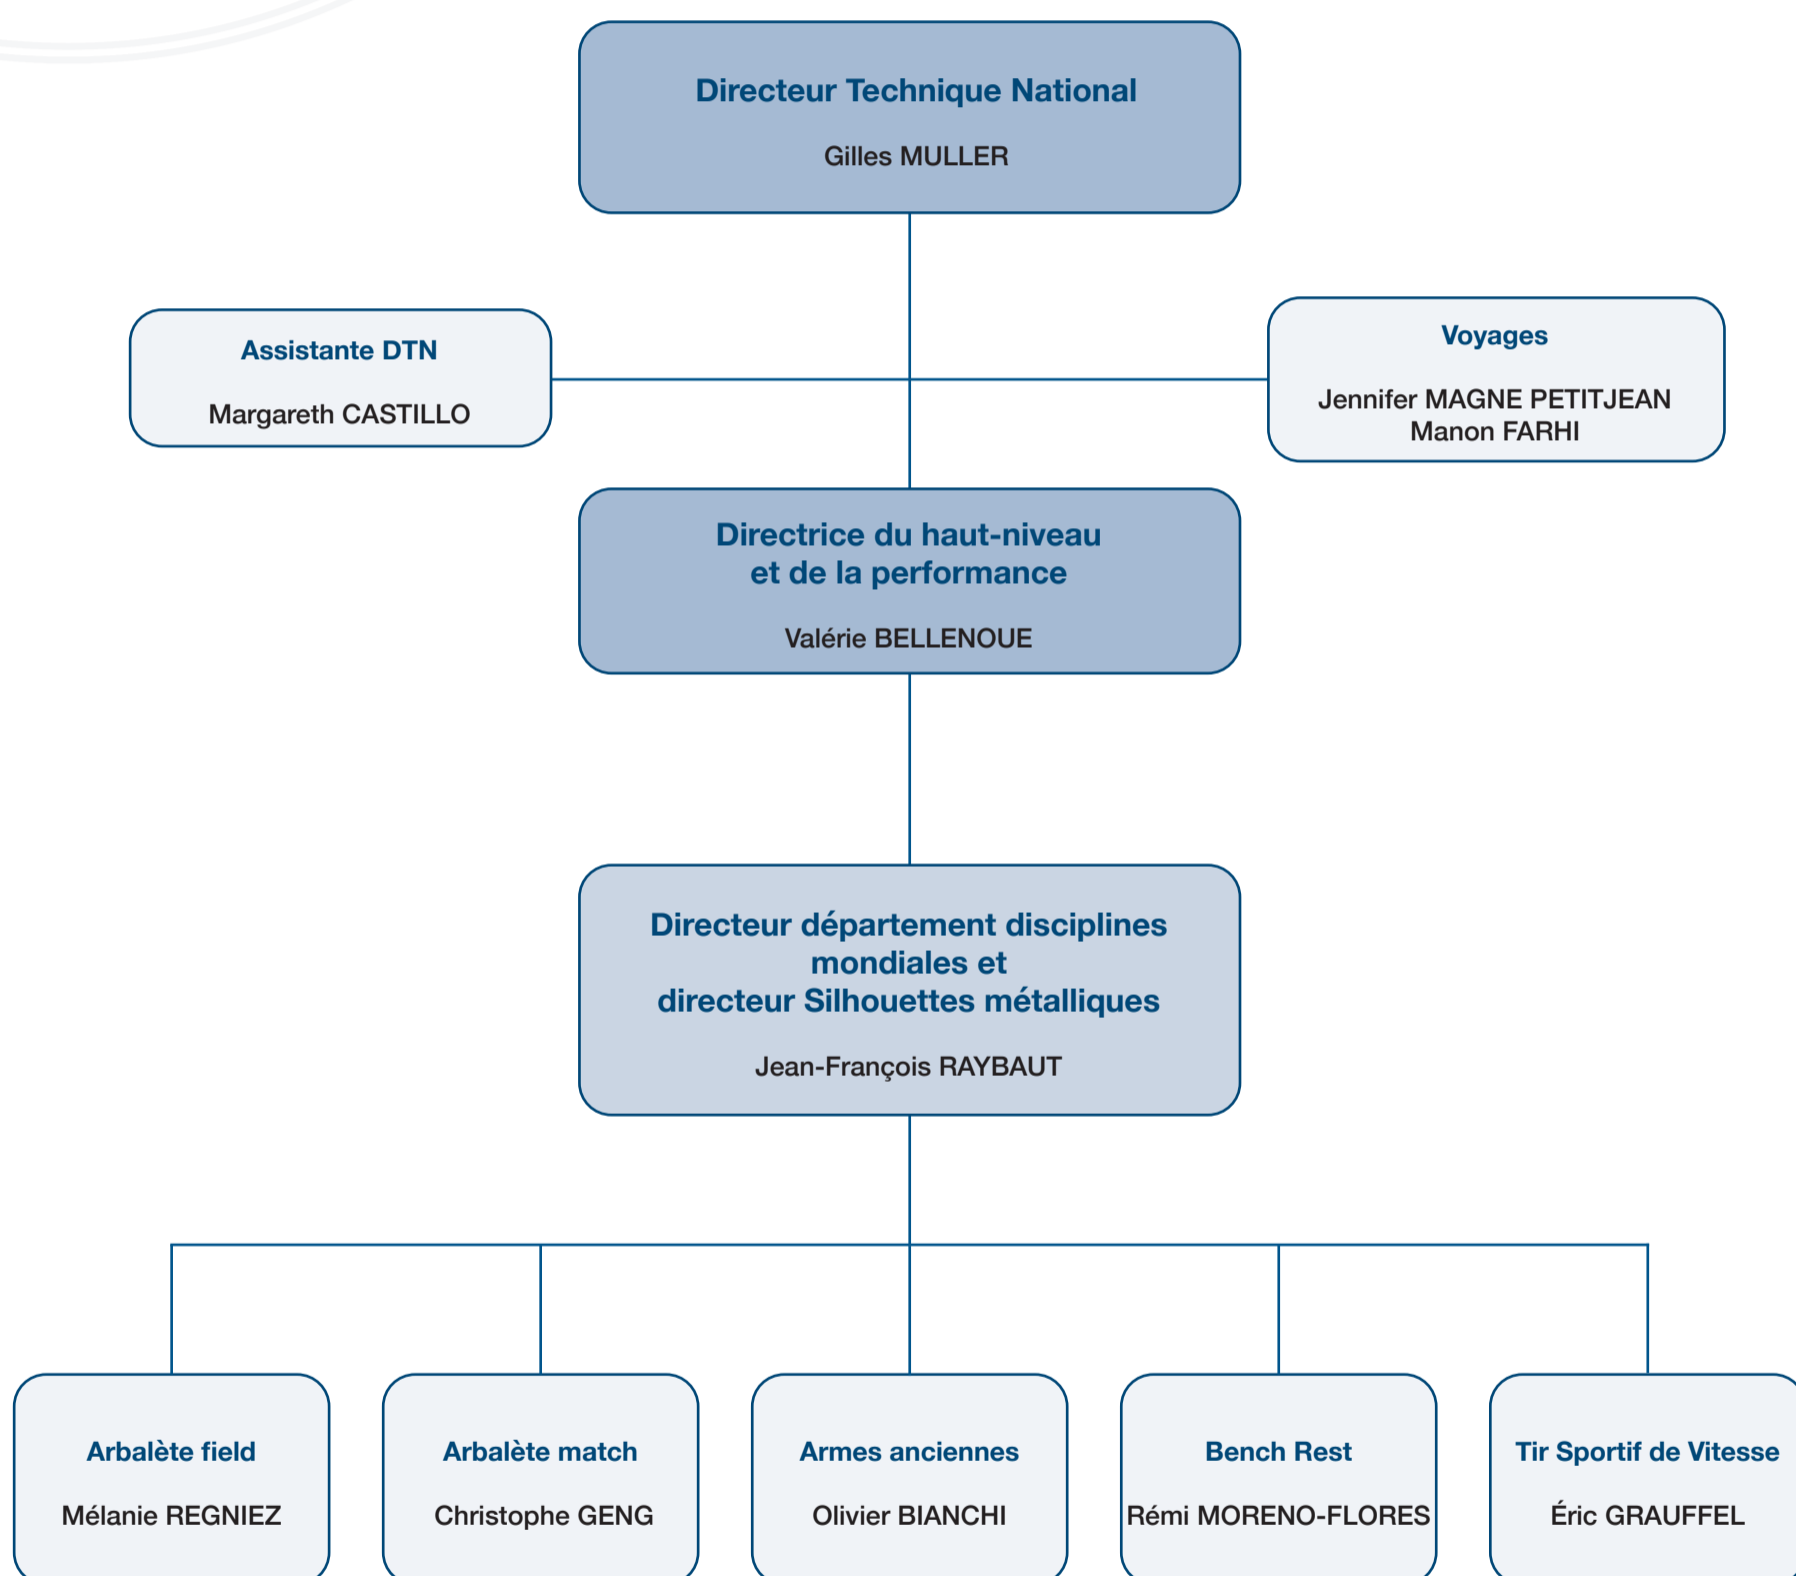 Directeur Technique National
Gilles MULLER
Assistante DTN
Margareth CASTILLO
Voyages
Jennifer MAGNE PETITJEAN
Manon FARHI
Directrice du haut-niveau
et de la performance
Valérie BELLENOUE
Directeur département disciplines
mondiales et
directeur Silhouettes métalliques
Jean-François RAYBAUT
Arbalète field
Mélanie REGNIEZ
Arbalète match
Christophe GENG
Armes anciennes
Olivier BIANCHI
Bench Rest
Rémi MORENO-FLORES
Tir Sportif de Vitesse
Éric GRAUFFEL